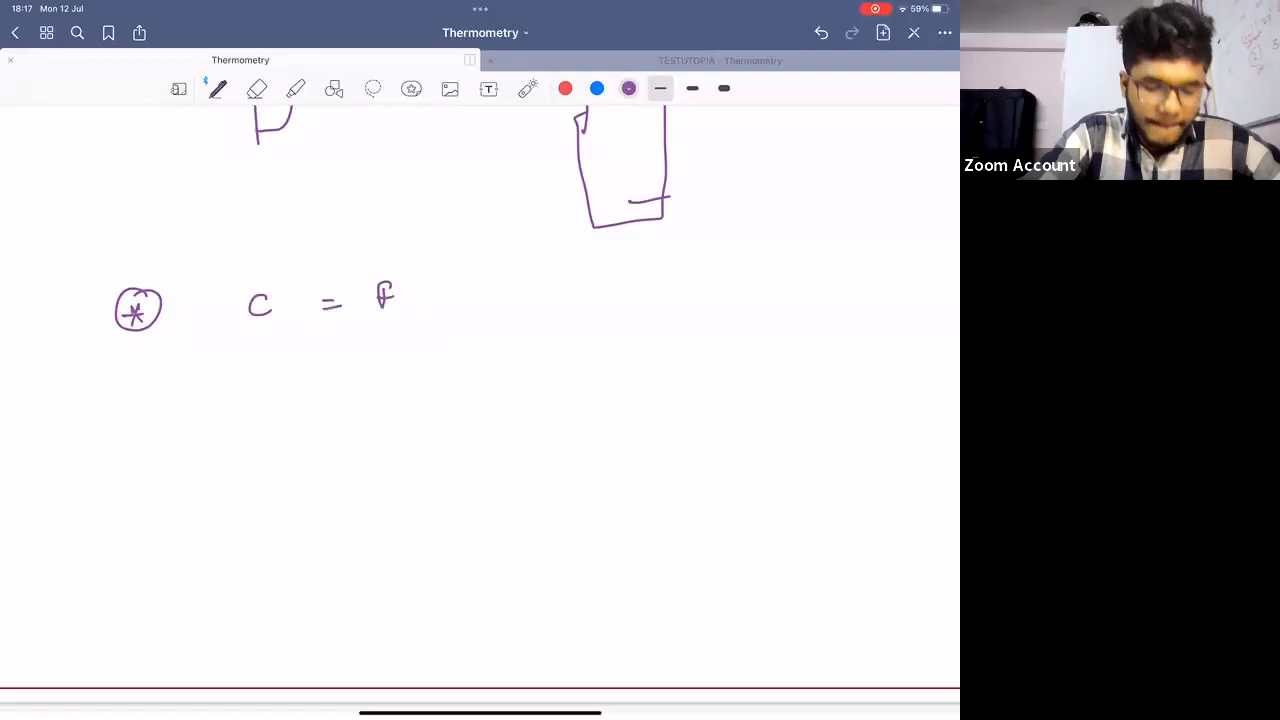 18:17 Mon 12 Jul
59%
Thermometry
Thermometry
TESTUTOPIA - Thermometry
T
Zoom Account
* C = F